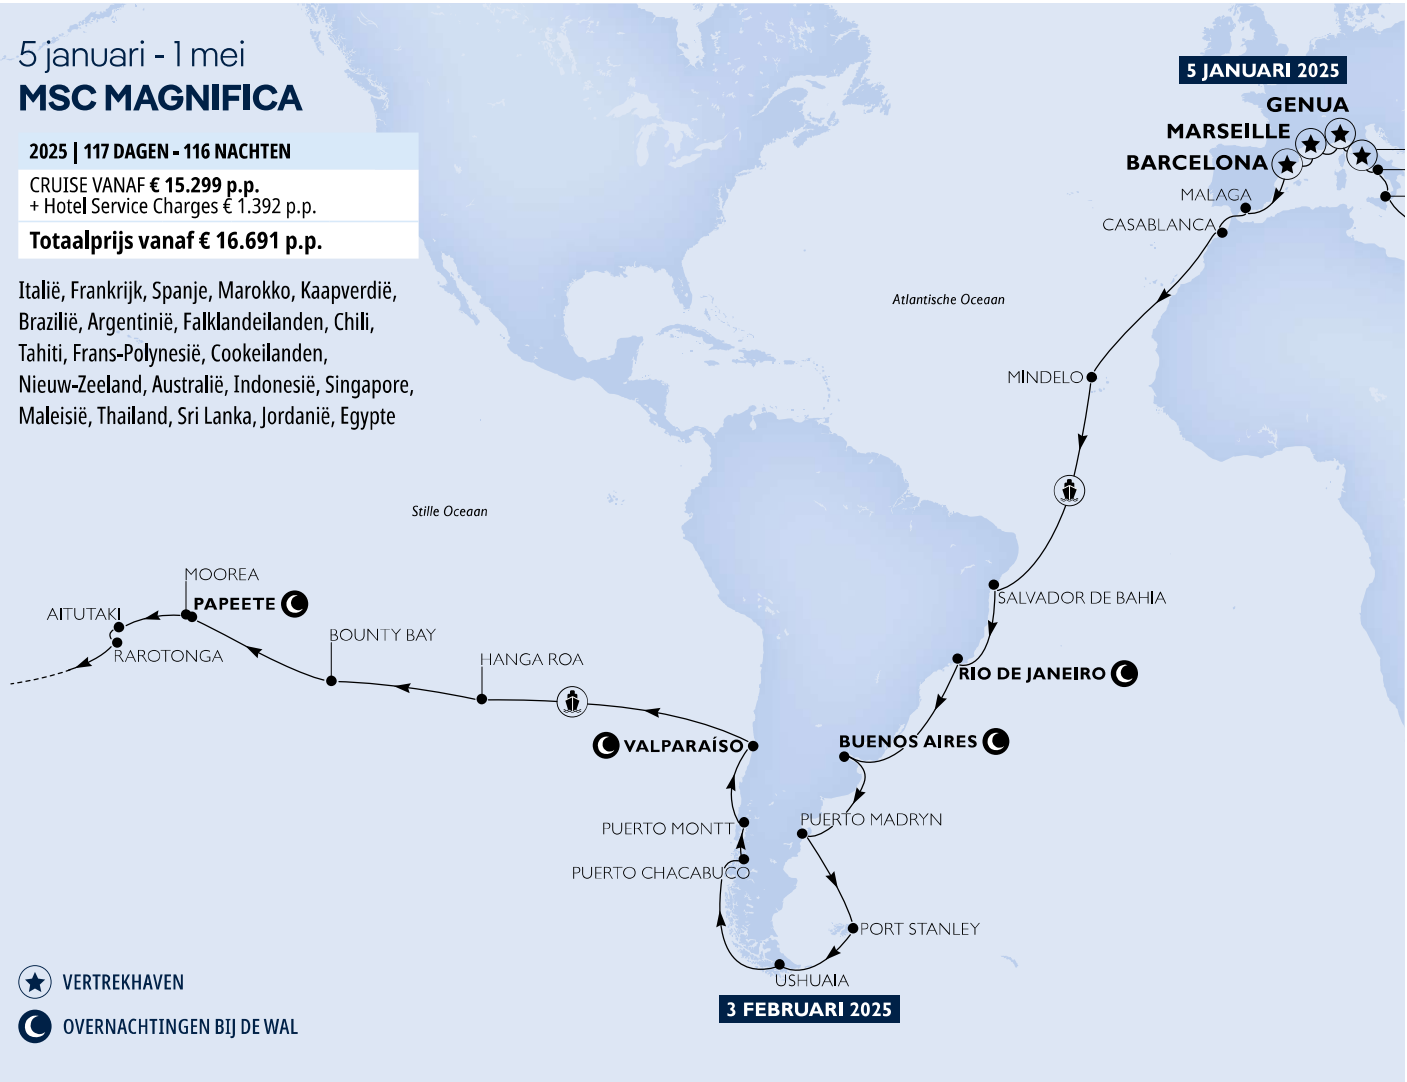 5 januari - 1 mei
MSC MAGNIFICA
2025 | 117 DAGEN - 116 NACHTEN
CRUISE VANAF € 15.299 p.p.
+ Hotel Service Charges € 1.392 p.p.
Totaalprijs vanaf € 16.691 p.p.
Italië, Frankrijk, Spanje, Marokko, Kaapverdië,
Brazilië, Argentinië, Falklandeilanden, Chili,
Tahiti, Frans-Polynesië, Cookeilanden,
Nieuw-Zeeland, Australië, Indonesië, Singapore,
Maleisië, Thailand, Sri Lanka, Jordanië, Egypte
5 JANUARI 2025
GENUA
MARSEILLE
BARCELONA
MALAGA
CASABLANCA
Atlantische Oceaan
MINDELO
Stille Oceaan
SALVADOR DE BAHIA
RIO DE JANEIRO
BUENOS AIRES
PUERTO MADRYN
PORT STANLEY
USHUAIA
3 FEBRUARI 2025
PUERTO CHACABUCO
PUERTO MONTT
VALPARAÍSO
HANGA ROA
BOUNTY BAY
PAPEETE
MOOREA
AITUTAKI
RAROTONGA
VERTREKHAVEN
OVERNACHTINGEN BIJ DE WAL